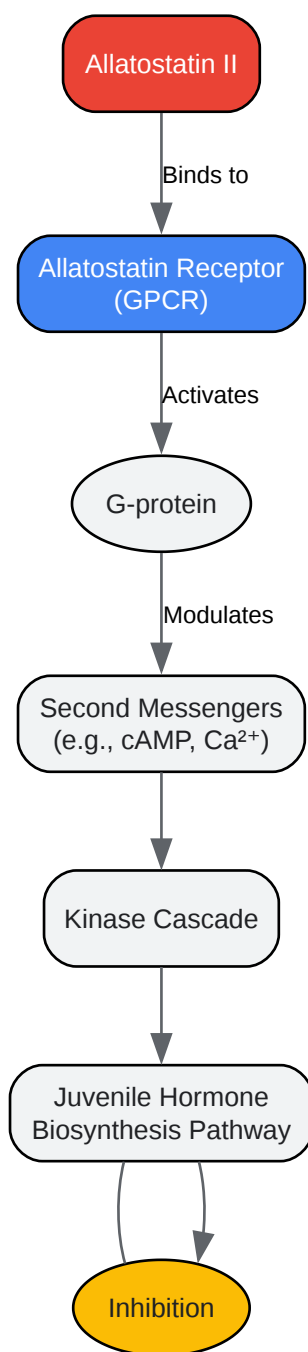 Allatostatin II
Binds to
Allatostatin Receptor
(GPCR)
Activates
G-protein
Modulates
Second Messengers
(e.g., cAMP, Ca²⁺)
Kinase Cascade
Juvenile Hormone
Biosynthesis Pathway
Inhibition